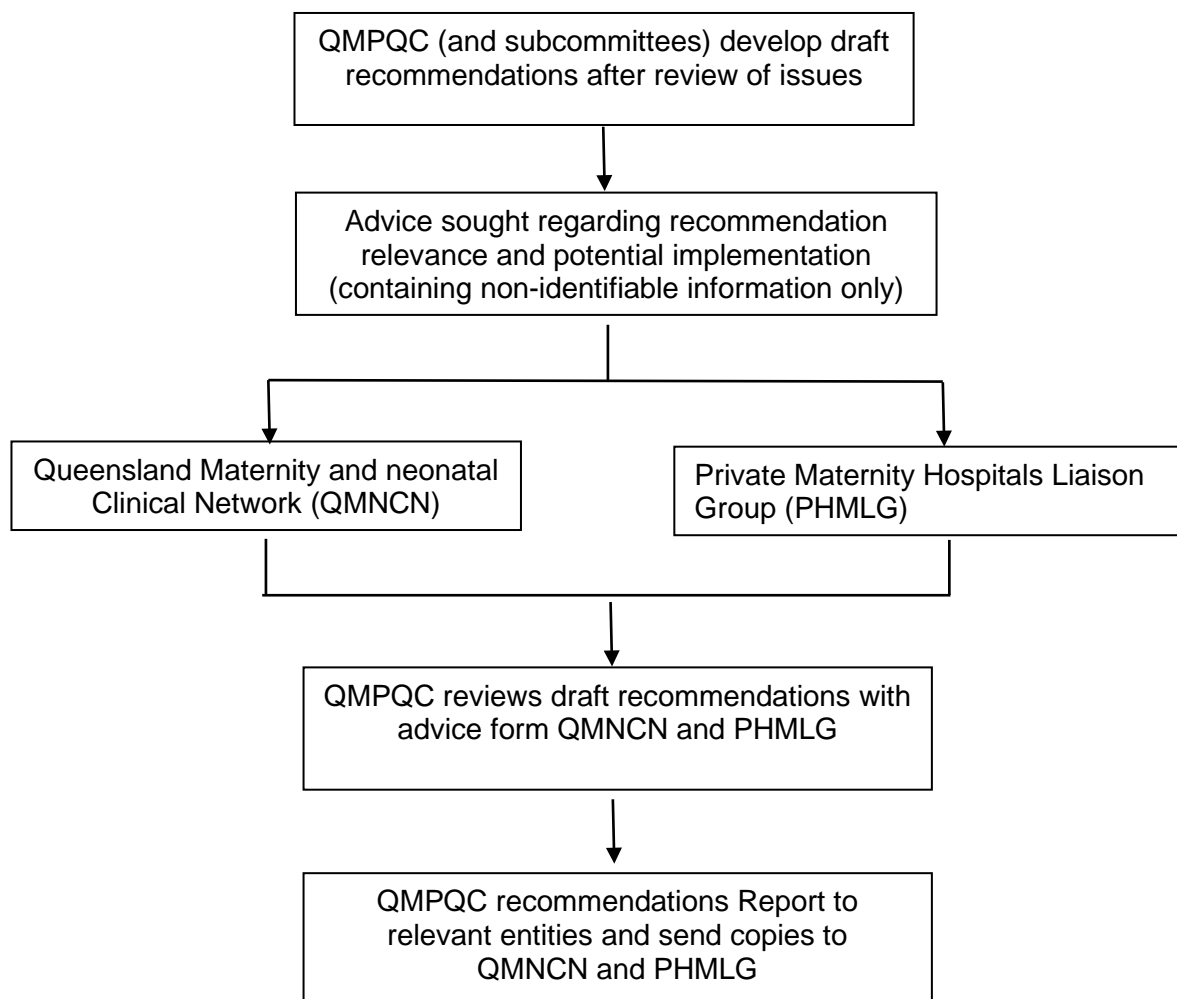 QMPQC (and subcommittees) develop draft
recommendations after review of issues
Advice sought regarding recommendation
relevance and potential implementation
(containing non-identifiable information only)
Queensland Maternity and neonatal
Clinical Network (QMNCN)
Private Maternity Hospitals Liaison
Group (PHMLG)
QMPQC reviews draft recommendations with
advice form QMNCN and PHMLG
QMPQC recommendations Report to
relevant entities and send copies to
QMNCN and PHMLG